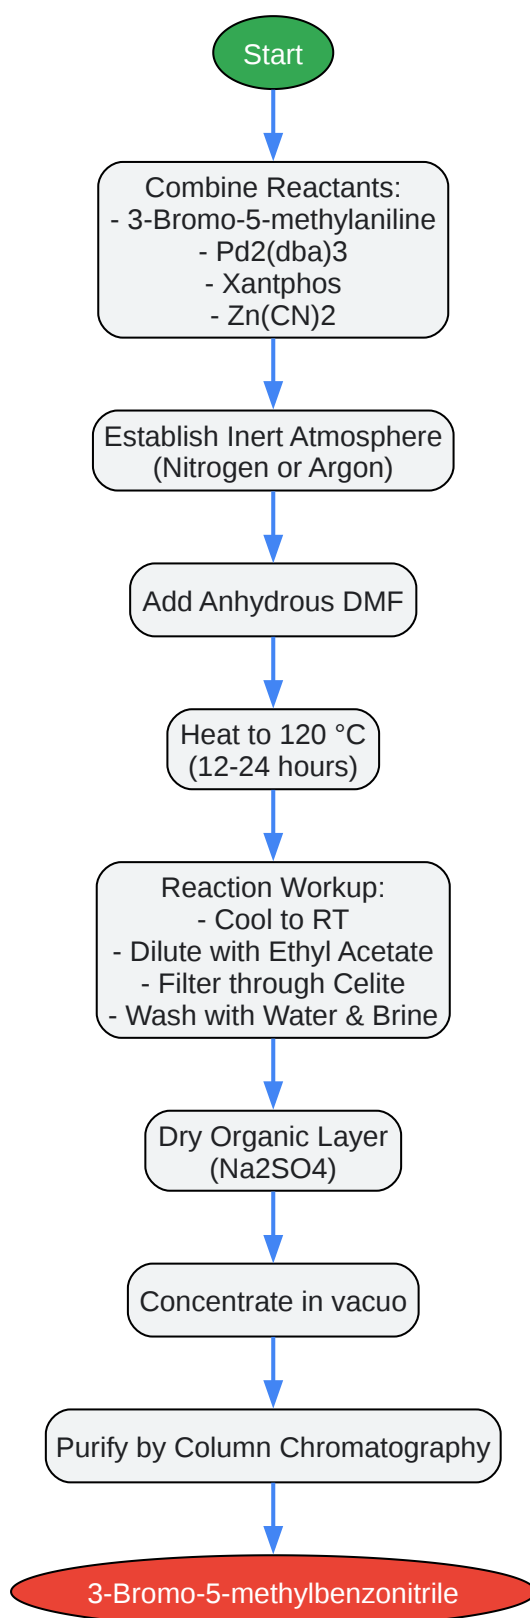 Start
Combine Reactants:
- 3-Bromo-5-methylaniline
- Pd2(dba)3
- Xantphos
- Zn(CN)2
Establish Inert Atmosphere
(Nitrogen or Argon)
Add Anhydrous DMF
Heat to 120 °C
(12-24 hours)
Reaction Workup:
- Cool to RT
- Dilute with Ethyl Acetate
- Filter through Celite
- Wash with Water & Brine
Dry Organic Layer
(Na2SO4)
Concentrate in vacuo
Purify by Column Chromatography
3-Bromo-5-methylbenzonitrile